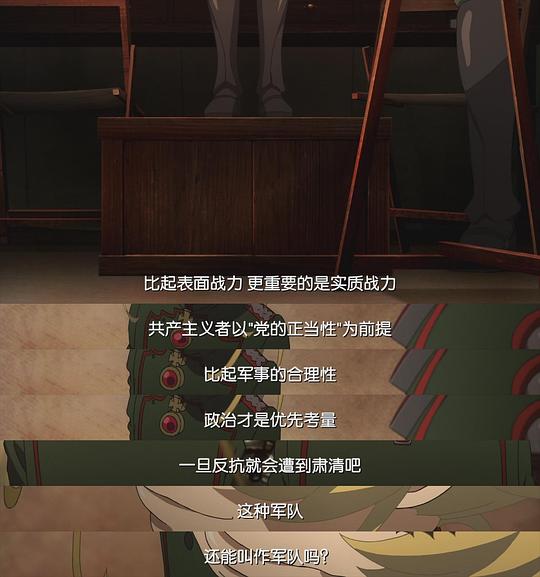 比起表面战力 更重要的是实质战力
共产主义者以"党的正当性"为前提
比起军事的合理性
政治才是优先考量
一旦反抗就会遭到肃清吧
这种军队
还能叫作军队吗?